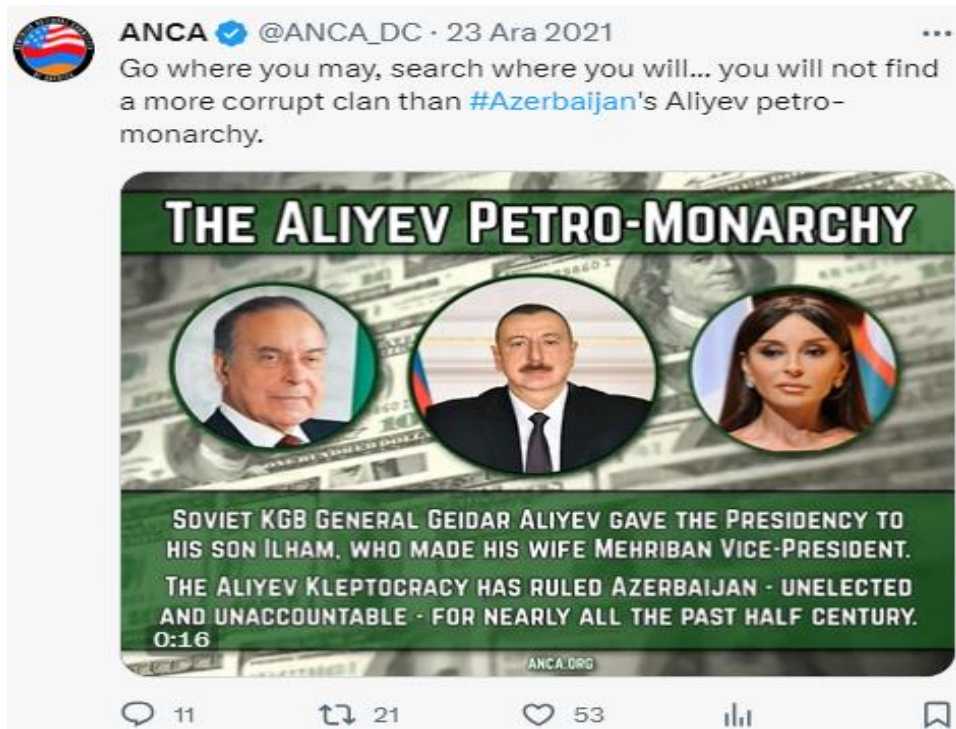 ANCA @ANCA_DC · 23 Ara 2021
Go where you may, search where you will... you will not find
a more corrupt clan than #Azerbaijan's Aliyev petro-
monarchy.
THE ALIYEV PETRO-MONARCHY
SOVIET KGB GENERAL GEIDAR ALIYEV GAVE THE PRESIDENCY TO
HIS SON ILHAM, WHO MADE HIS WIFE MEHRIBAN VICE-PRESIDENT.
THE ALIYEV KLEPTOCRACY HAS RULED AZERBAIJAN - UNELECTED
AND UNACCOUNTABLE - FOR NEARLY ALL THE PAST HALF CENTURY.
0:16
ANCA.ORG
11 21 53